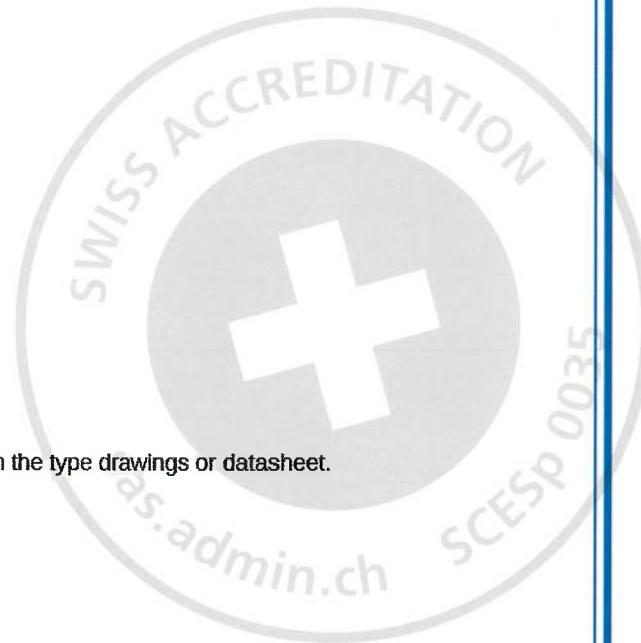 SWISS ACCREDITATION
the type drawings or datasheet.
sas.admin.ch
SCESp 0035